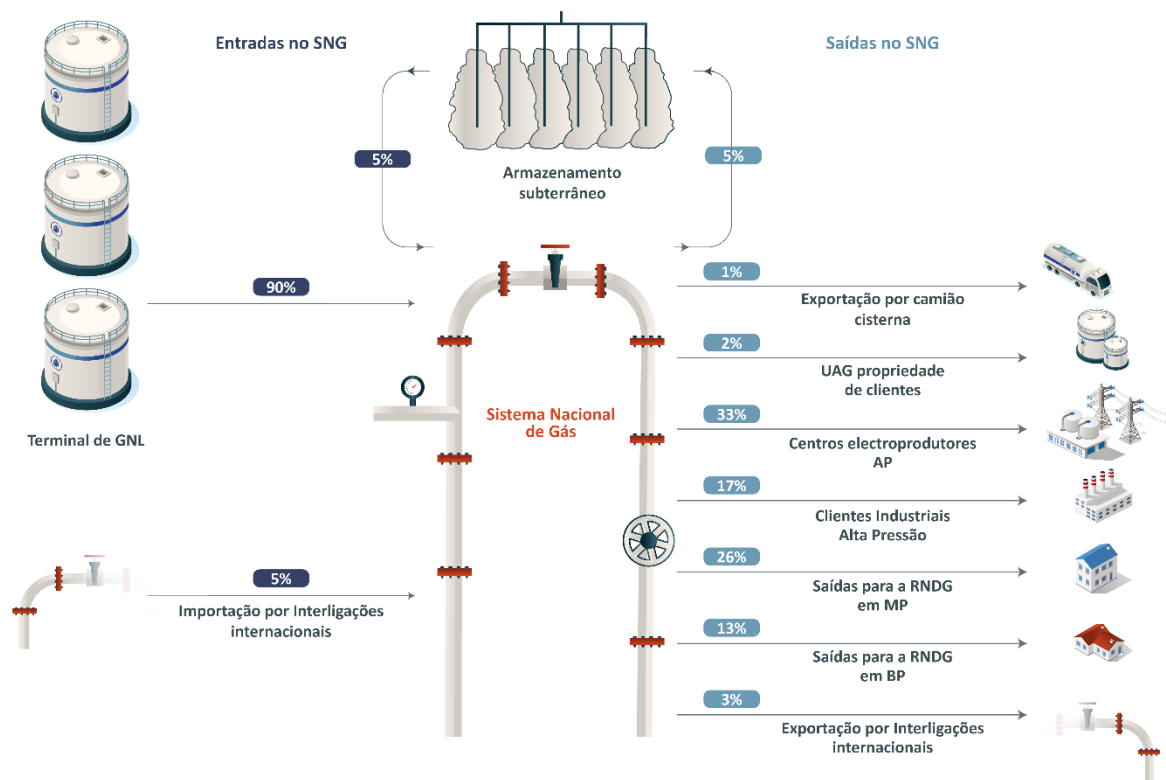 Entradas no SNG
Saídas no SNG
5%
5%
Armazenamento
subterrâneo
90%
Terminal de GNL
5%
Importação por Interligações
internacionais
Sistema Nacional
de Gás
1%
Exportação por camião
cisterna
2%
UAG propriedade
de clientes
33%
Centros electroprodutores
AP
17%
Clientes Industriais
Alta Pressão
26%
Saídas para a RNDG
em MP
13%
Saídas para a RNDG
em BP
3%
Exportação por Interligações
internacionais